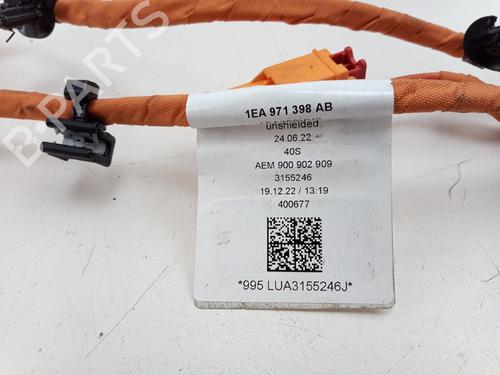 B-PARTS
1EA 971 398 AB
unshielded
24.06.22
40S
AEM 900 902 909
3155246
19.12.22 / 13:19
400677
*995 LUA3155246J*